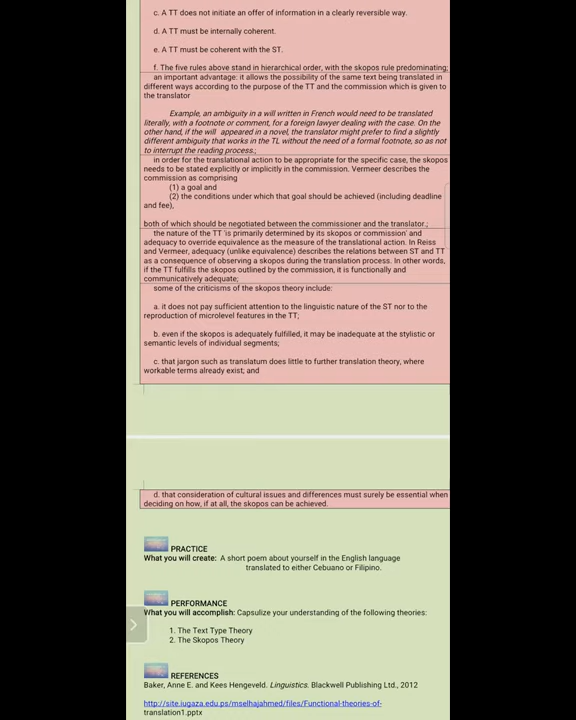 c. A TT does not initiate an offer of information in a clearly reversible way.
d. A TT must be internally coherent.
e. A TT must be coherent with the ST.
f. The five rules above stand in hierarchical order, with the skopos rule predominating;
an important advantage: it allows the possibility of the same text being translated in
different ways according to the purpose of the TT and the commission which is given to
the translator
Example, an ambiguity in a will written in French would need to be translated
literally, with a footnote or comment, for a foreign lawyer dealing with the case. On the
other hand, if the will appeared in a novel, the translator might prefer to find a slightly
different ambiguity that works in the TL without the need of a formal footnote, so as not
to interrupt the reading process.;
in order for the translational action to be appropriate for the specific case, the skopos
needs to be stated explicitly or implicitly in the commission. Vermeer describes the
commission as comprising
(1) a goal and
(2) the conditions under which that goal should be achieved (including deadline
and fee),
both of which should be negotiated between the commissioner and the translator.;
the nature of the TT 'is primarily determined by its skopos or commission' and
adequacy to override equivalence as the measure of the translational action. In Reiss
and Vermeer, adequacy (unlike equivalence) describes the relations between ST and TT
as a consequence of observing a skopos during the translation process. In other words,
if the TT fulfills the skopos outlined by the commission, it is functionally and
communicatively adequate;
some of the criticisms of the skopos theory include:
a. it does not pay sufficient attention to the linguistic nature of the ST nor to the
reproduction of microlevel features in the TT;
b. even if the skopos is adequately fulfilled, it may be inadequate at the stylistic or
semantic levels of individual segments;
c. that jargon such as translatum does little to further translation theory, where
workable terms already exist; and
d. that consideration of cultural issues and differences must surely be essential when
deciding on how, if at all, the skopos can be achieved.
PRACTICE
What you will create: A short poem about yourself in the English language
translated to either Cebuano or Filipino.
PERFORMANCE
What you will accomplish: Capsulize your understanding of the following theories:
1. The Text Type Theory
2. The Skopos Theory
REFERENCES
Baker, Anne E. and Kees Hengeveld. Linguistics. Blackwell Publishing Ltd., 2012
http://site.iugaza.edu.ps/mselhajahmed/files/Functional-theories-of-
translation1.pptx